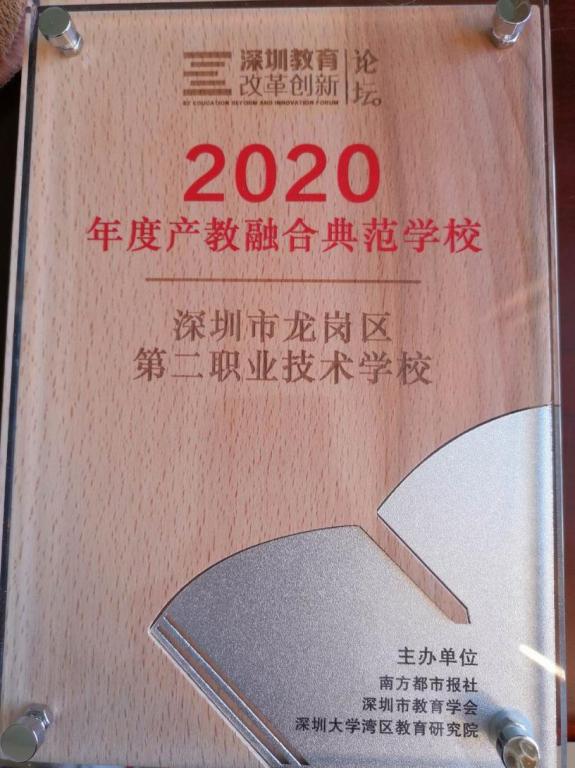 深圳教育
改革创新
论坛。
SZ EDUCATION REFORM AND INNOVATION FORUM
2020
年度产教融合典范学校
深圳市龙岗区
第二职业技术学校
主办单位
南方都市报社
深圳市教育学会
深圳大学湾区教育研究院